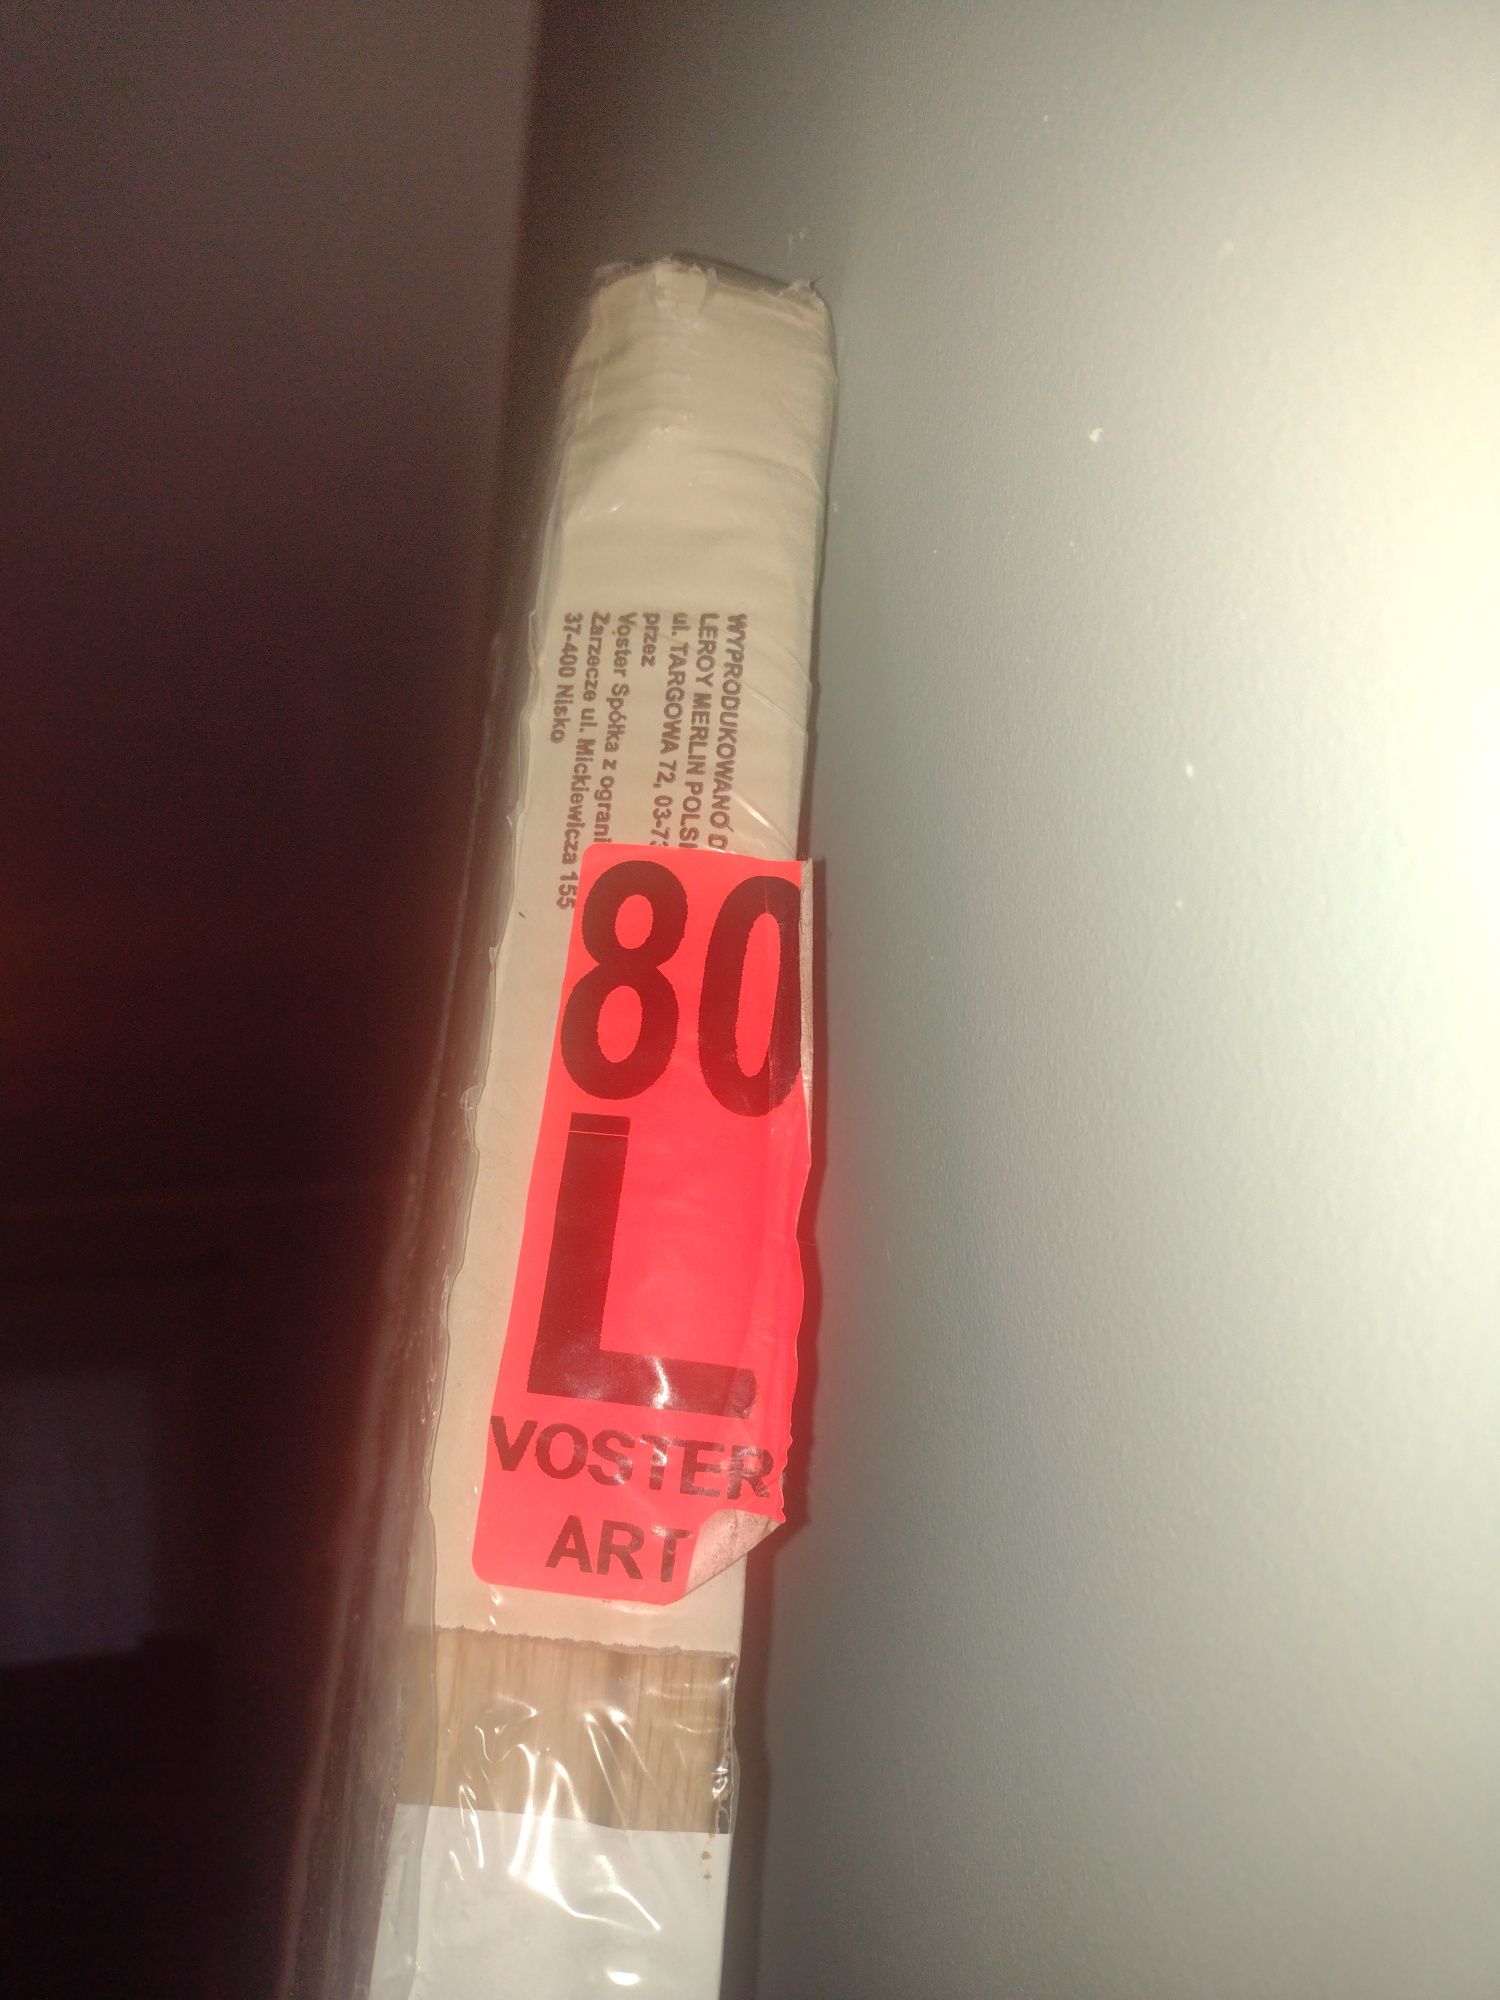 WYPRODUKOWANO D
LEROY MERLIN POLS
ul. TARGOWA 72, 03-7
przez
Voster Spółka z ograni
Zarzecze ul. Mickiewicza 155
37-400 Nisko
80
L
VOSTER
ART